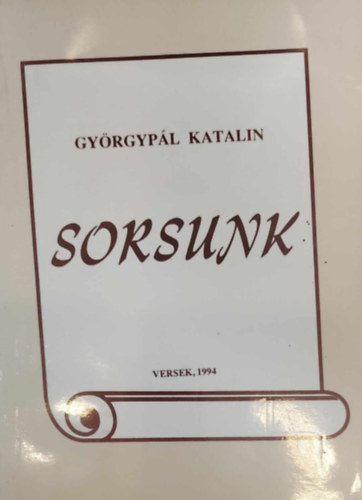 GYÖRGYPÁL KATALIN
SORSUNK
VERSEK, 1994